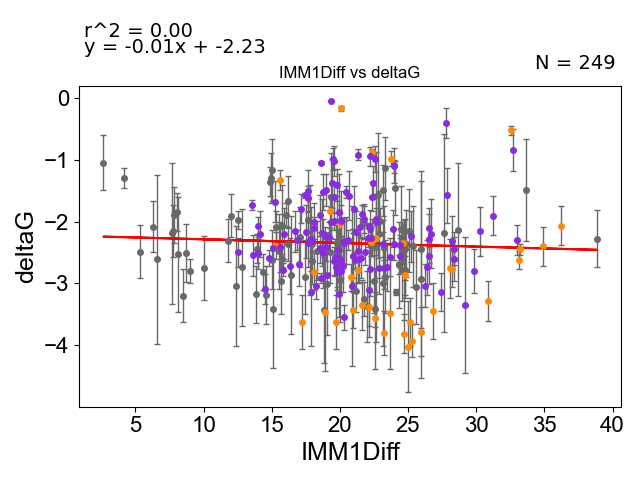 r^2 = 0.00
y = -0.01x + -2.23
N = 249
IMM1Diff vs deltaG
deltaG
0
−1
−2
−3
−4
5 10 15 20 25 30 35 40
IMM1Diff